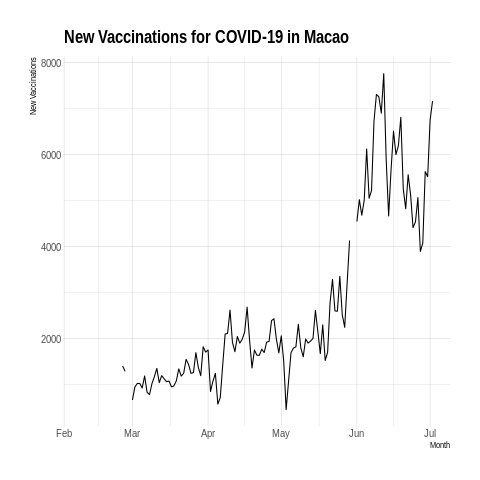 New Vaccinations for COVID-19 in Macao
New Vaccinations
8000
6000
4000
2000
Feb Mar Apr May Jun Jul
Month